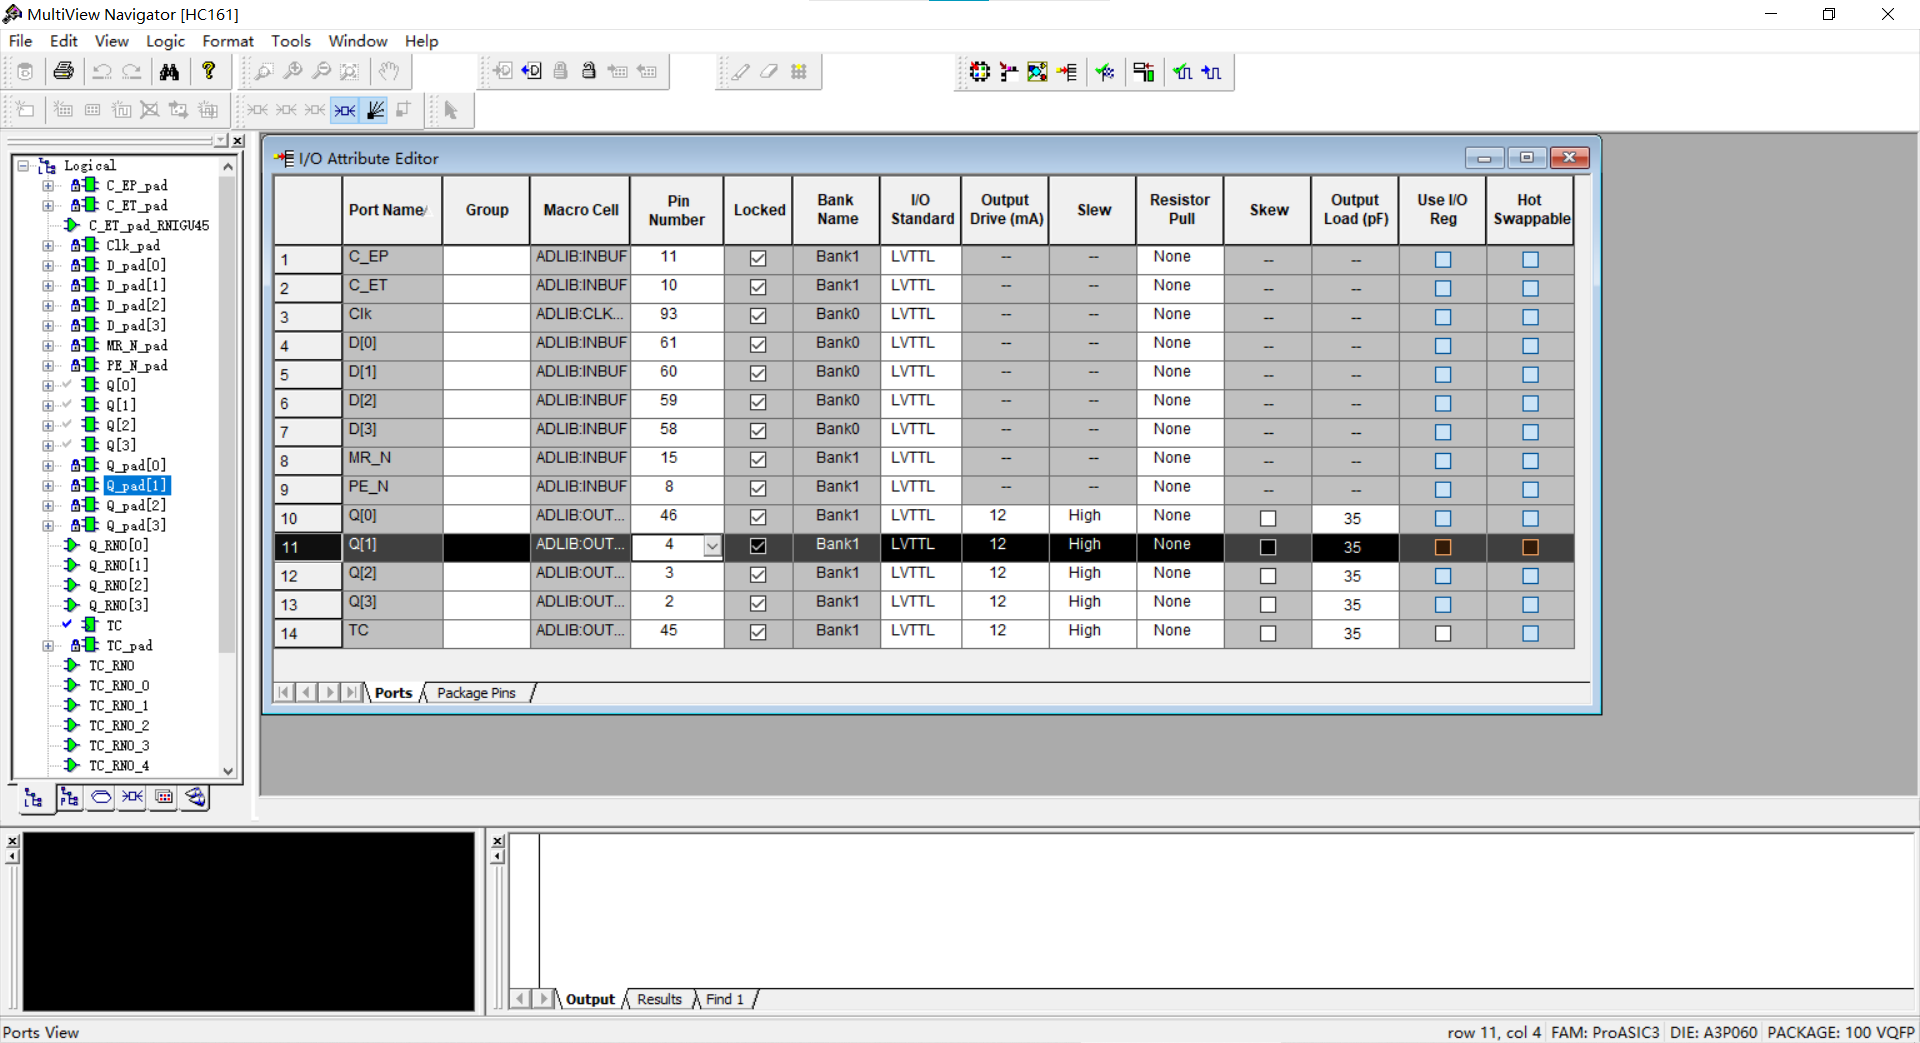 MultiView Navigator [HC161]
File Edit View Logic Format Tools Window Help
Logical
C_EP_pad
C_ET_pad
C_ET_pad_RNIGU45
Clk_pad
D_pad[0]
D_pad[1]
D_pad[2]
D_pad[3]
MR_N_pad
PE_N_pad
Q[0]
Q[1]
Q[2]
Q[3]
Q_pad[0]
Q_pad[1]
Q_pad[2]
Q_pad[3]
Q_RNO[0]
Q_RNO[1]
Q_RNO[2]
Q_RNO[3]
TC
TC_pad
TC_RNO
TC_RNO_0
TC_RNO_1
TC_RNO_2
TC_RNO_3
TC_RNO_4
I/O Attribute Editor
Port Name Group Macro Cell Pin Number Locked Bank Name I/O Standard Output Drive (mA) Slew Resistor Pull Skew Output Load (pF) Use I/O Reg Hot Swappable
1 C_EP ADLIB:INBUF 11 Bank1 LVTTL -- -- None -- --
2 C_ET ADLIB:INBUF 10 Bank1 LVTTL -- -- None -- --
3 Clk ADLIB:CLK... 93 Bank0 LVTTL -- -- None -- --
4 D[0] ADLIB:INBUF 61 Bank0 LVTTL -- -- None -- --
5 D[1] ADLIB:INBUF 60 Bank0 LVTTL -- -- None -- --
6 D[2] ADLIB:INBUF 59 Bank0 LVTTL -- -- None -- --
7 D[3] ADLIB:INBUF 58 Bank0 LVTTL -- -- None -- --
8 MR_N ADLIB:INBUF 15 Bank1 LVTTL -- -- None -- --
9 PE_N ADLIB:INBUF 8 Bank1 LVTTL -- -- None -- --
10 Q[0] ADLIB:OUT... 46 Bank1 LVTTL 12 High None 35
11 Q[1] ADLIB:OUT... 4 Bank1 LVTTL 12 High None 35
12 Q[2] ADLIB:OUT... 3 Bank1 LVTTL 12 High None 35
13 Q[3] ADLIB:OUT... 2 Bank1 LVTTL 12 High None 35
14 TC ADLIB:OUT... 45 Bank1 LVTTL 12 High None 35
Ports Package Pins
Output Results Find 1
Ports View row 11, col 4 FAM: ProASIC3 DIE: A3P060 PACKAGE: 100 VQFP